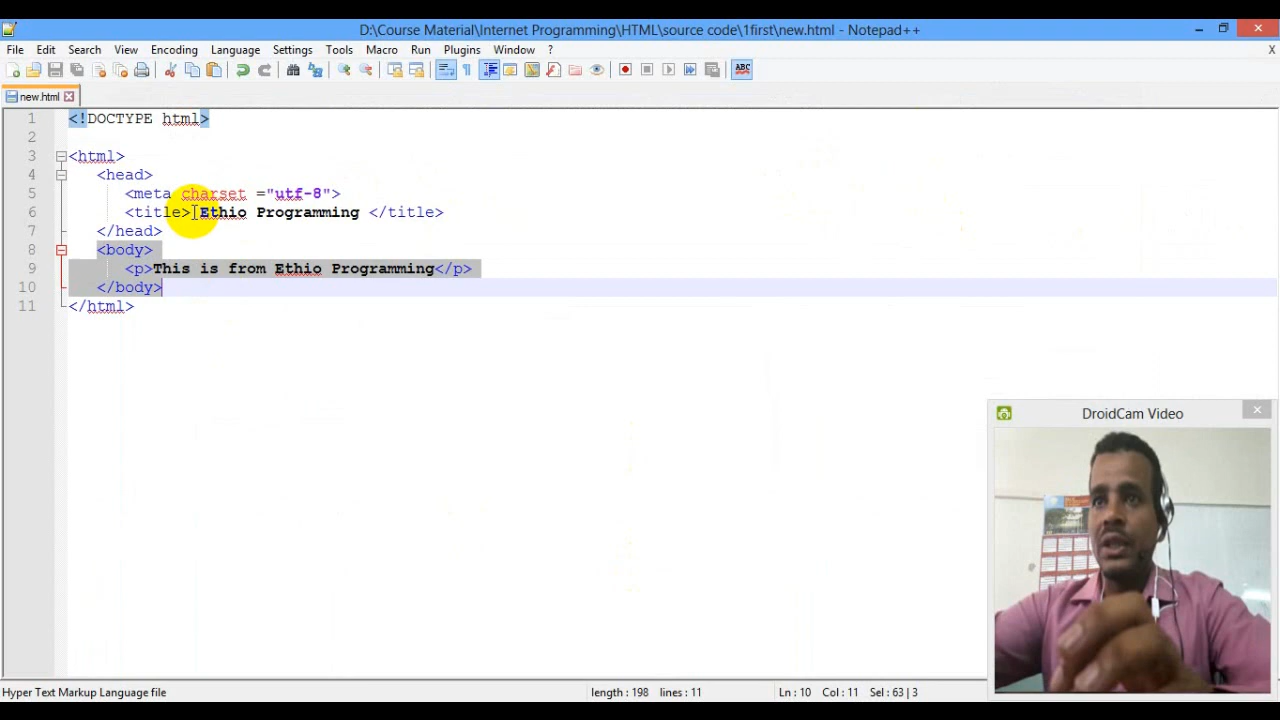 D:\Course Material\Internet Programming\HTML\source code\1first\new.html - Notepad++
File Edit Search View Encoding Language Settings Tools Macro Run Plugins Window ? X
ABC
new.html
1 <!DOCTYPE html>
2
3 <html>
4 <head>
5 <meta charset ="utf-8">
6 <title> Ethio Programming </title>
7 </head>
8 <body>
9 <p>This is from Ethio Programming</p>
10 </body>
11 </html>
DroidCam Video
Hyper Text Markup Language file length : 198 lines : 11 Ln : 10 Col : 11 Sel : 63 | 3